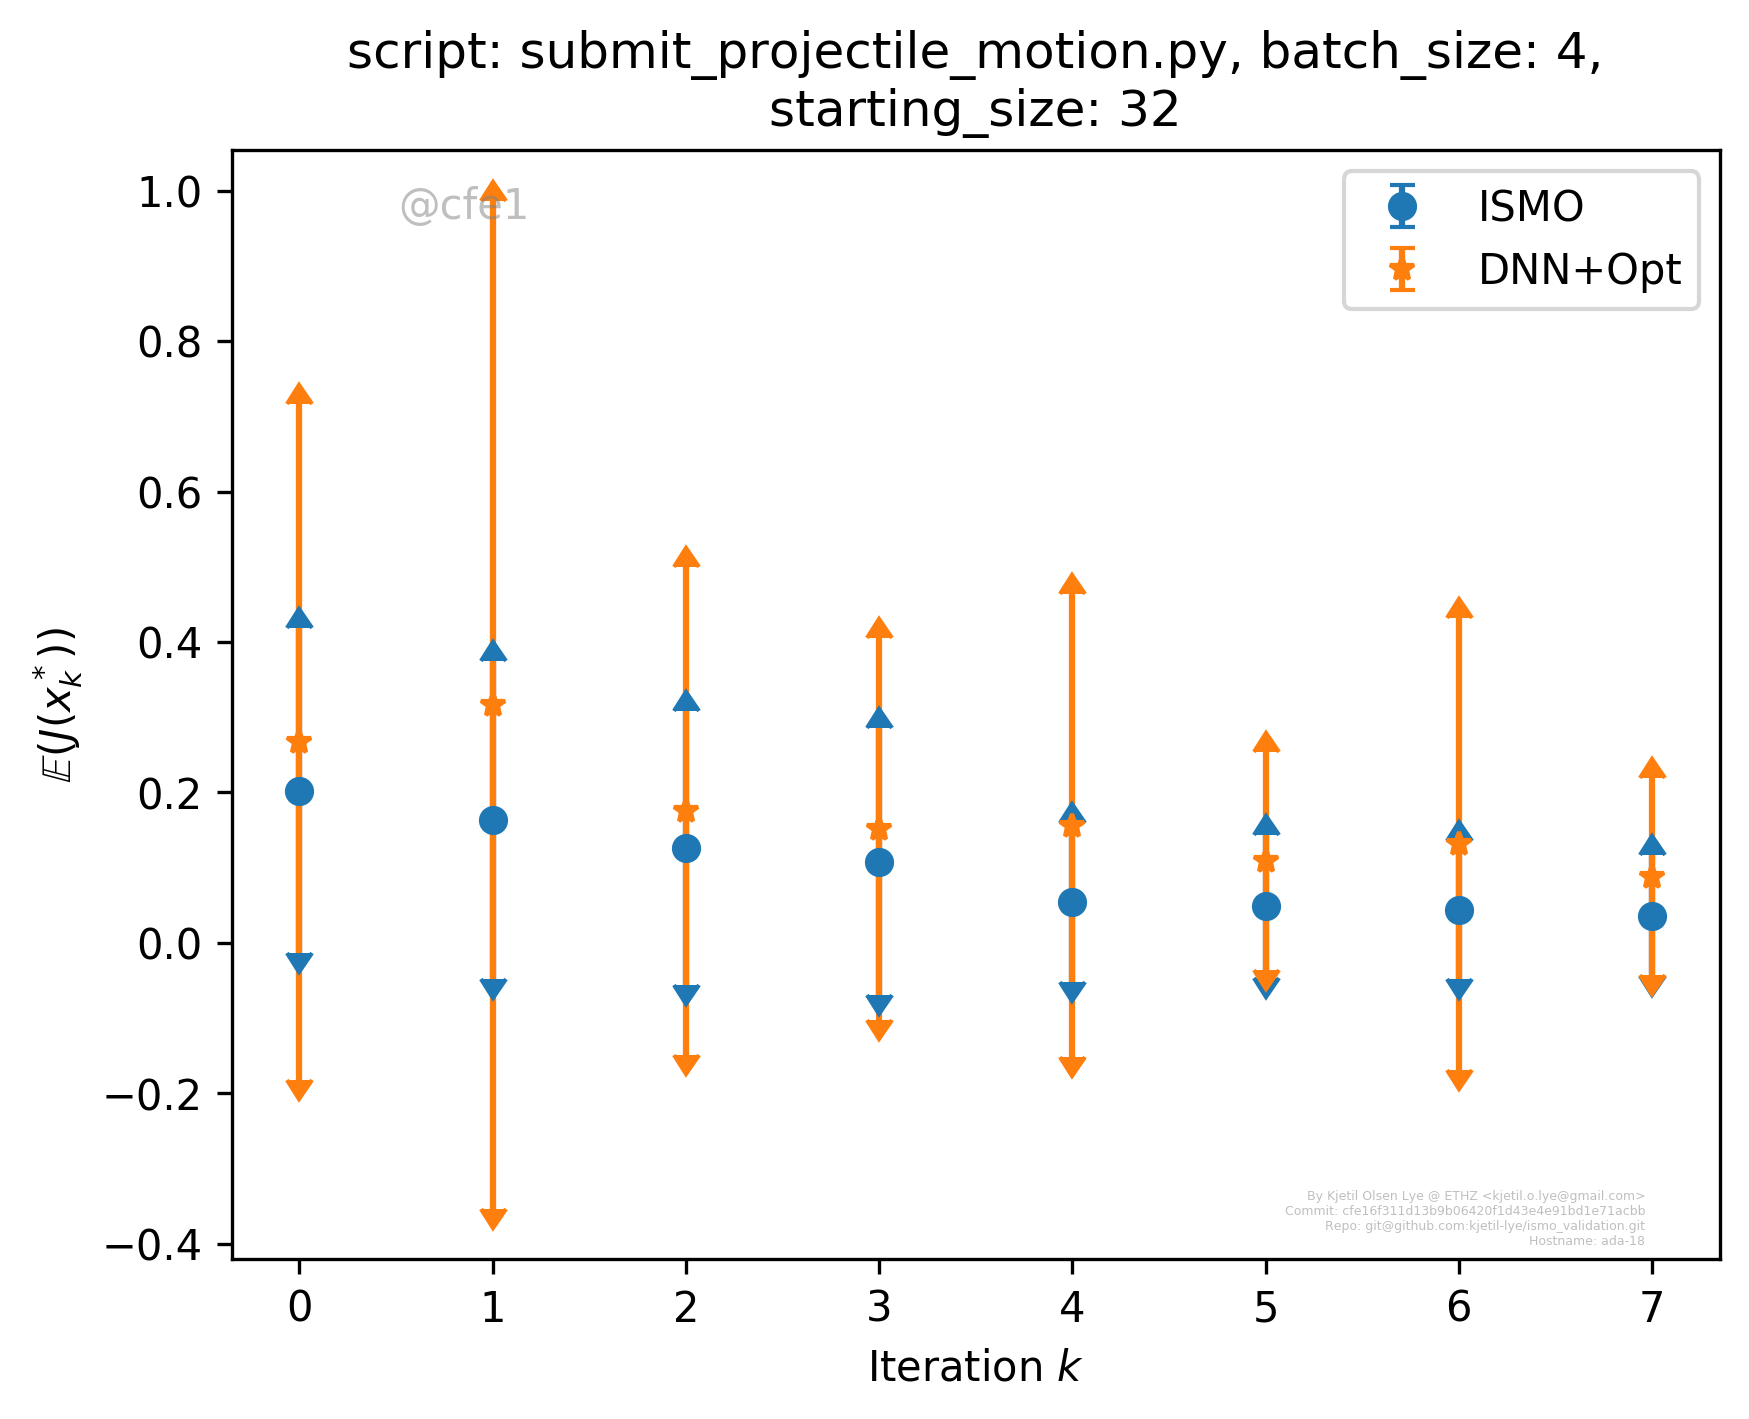 script: submit_projectile_motion.py, batch_size: 4,
starting_size: 32
@cfe1
ISMO
DNN+Opt
1.0
0.8
0.6
0.4
0.2
0.0
−0.2
−0.4
𝔼(J(x*k))
By Kjetil Olsen Lye @ ETHZ <kjetil.o.lye@gmail.com>
Commit: cfe16f311d13b9b06420f1d43e4e91bd1e71acbb
Repo: git@github.com:kjetil-lye/ismo_validation.git
Hostname: ada-18
0 1 2 3 4 5 6 7
Iteration k